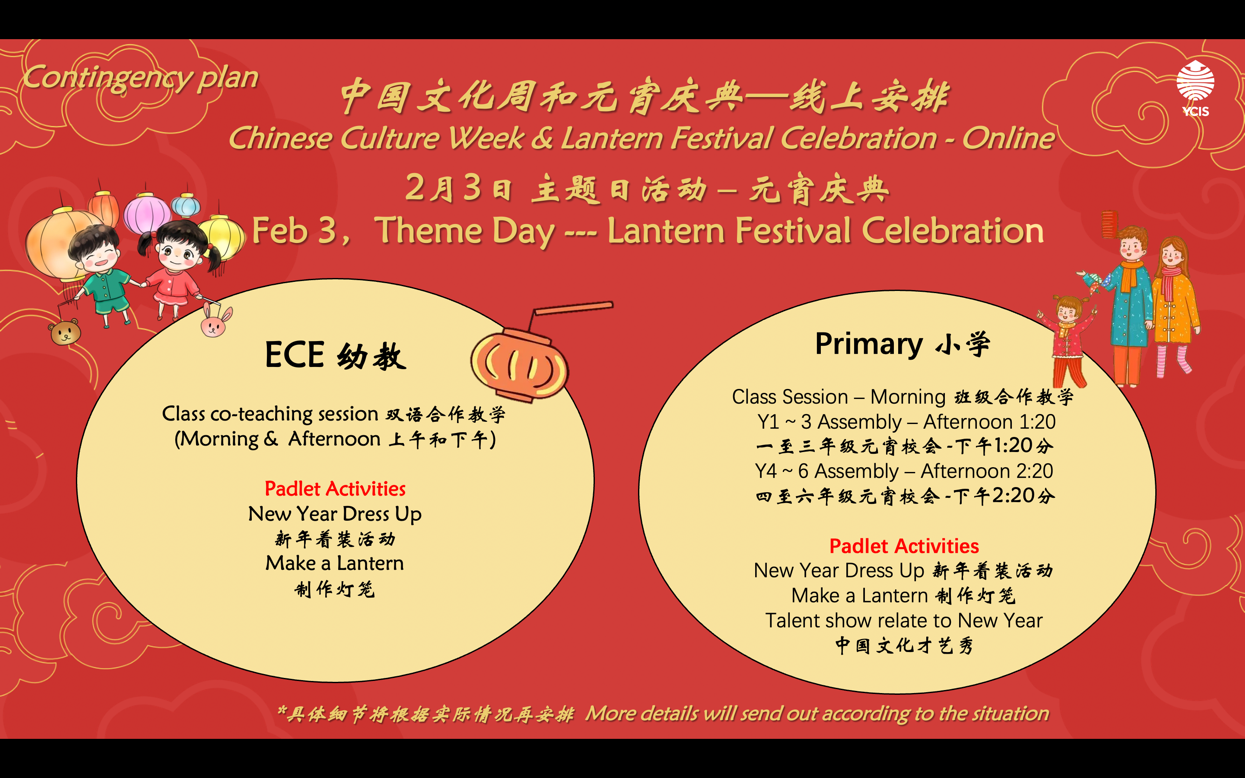 Contingency plan
YCIS
中国文化周和元宵庆典—线上安排
Chinese Culture Week & Lantern Festival Celebration - Online
2月3日 主题日活动 – 元宵庆典
Feb 3，Theme Day --- Lantern Festival Celebration
ECE 幼教
Class co-teaching session 双语合作教学
(Morning & Afternoon 上午和下午)
Padlet Activities
New Year Dress Up
新年着装活动
Make a Lantern
制作灯笼
Primary 小学
Class Session – Morning 班级合作教学
Y1 ~ 3 Assembly – Afternoon 1:20
一至三年级元宵校会 -下午1:20分
Y4 ~ 6 Assembly – Afternoon 2:20
四至六年级元宵校会 -下午2:20分
Padlet Activities
New Year Dress Up 新年着装活动
Make a Lantern 制作灯笼
Talent show relate to New Year
中国文化才艺秀
*具体细节将根据实际情况再安排 More details will send out according to the situation